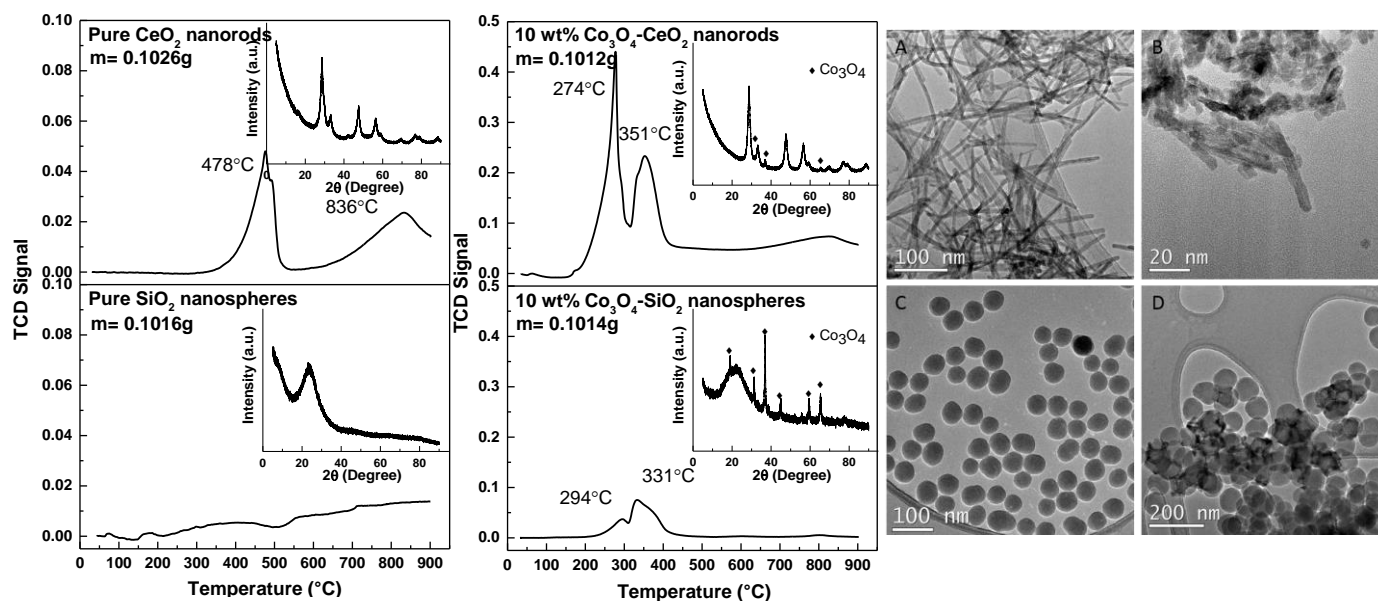 Pure CeO₂ nanorods
m= 0.1026g
478°C
836°C
TCD Signal
0.10
0.08
0.06
0.04
0.02
0.00
Intensity (a.u.)
0 20 40 60 80
2θ (Degree)
Pure SiO₂ nanospheres
m= 0.1016g
0.10
0.08
0.06
0.04
0.02
0.00
Intensity (a.u.)
0 20 40 60 80
2θ (Degree)
0 100 200 300 400 500 600 700 800 900
Temperature (°C)
10 wt% Co₃O₄-CeO₂ nanorods
m= 0.1012g
274°C
351°C
TCD Signal
0.5
0.4
0.3
0.2
0.1
0.0
♦ Co₃O₄
Intensity (a.u.)
0 20 40 60 80
2θ (Degree)
10 wt% Co₃O₄-SiO₂ nanospheres
m= 0.1014g
294°C
331°C
0.5
0.4
0.3
0.2
0.1
0.0
♦ Co₃O₄
Intensity (a.u.)
0 20 40 60 80
2θ (Degree)
0 100 200 300 400 500 600 700 800 900
Temperature (°C)
A
100 nm
B
20 nm
C
100 nm
D
200 nm